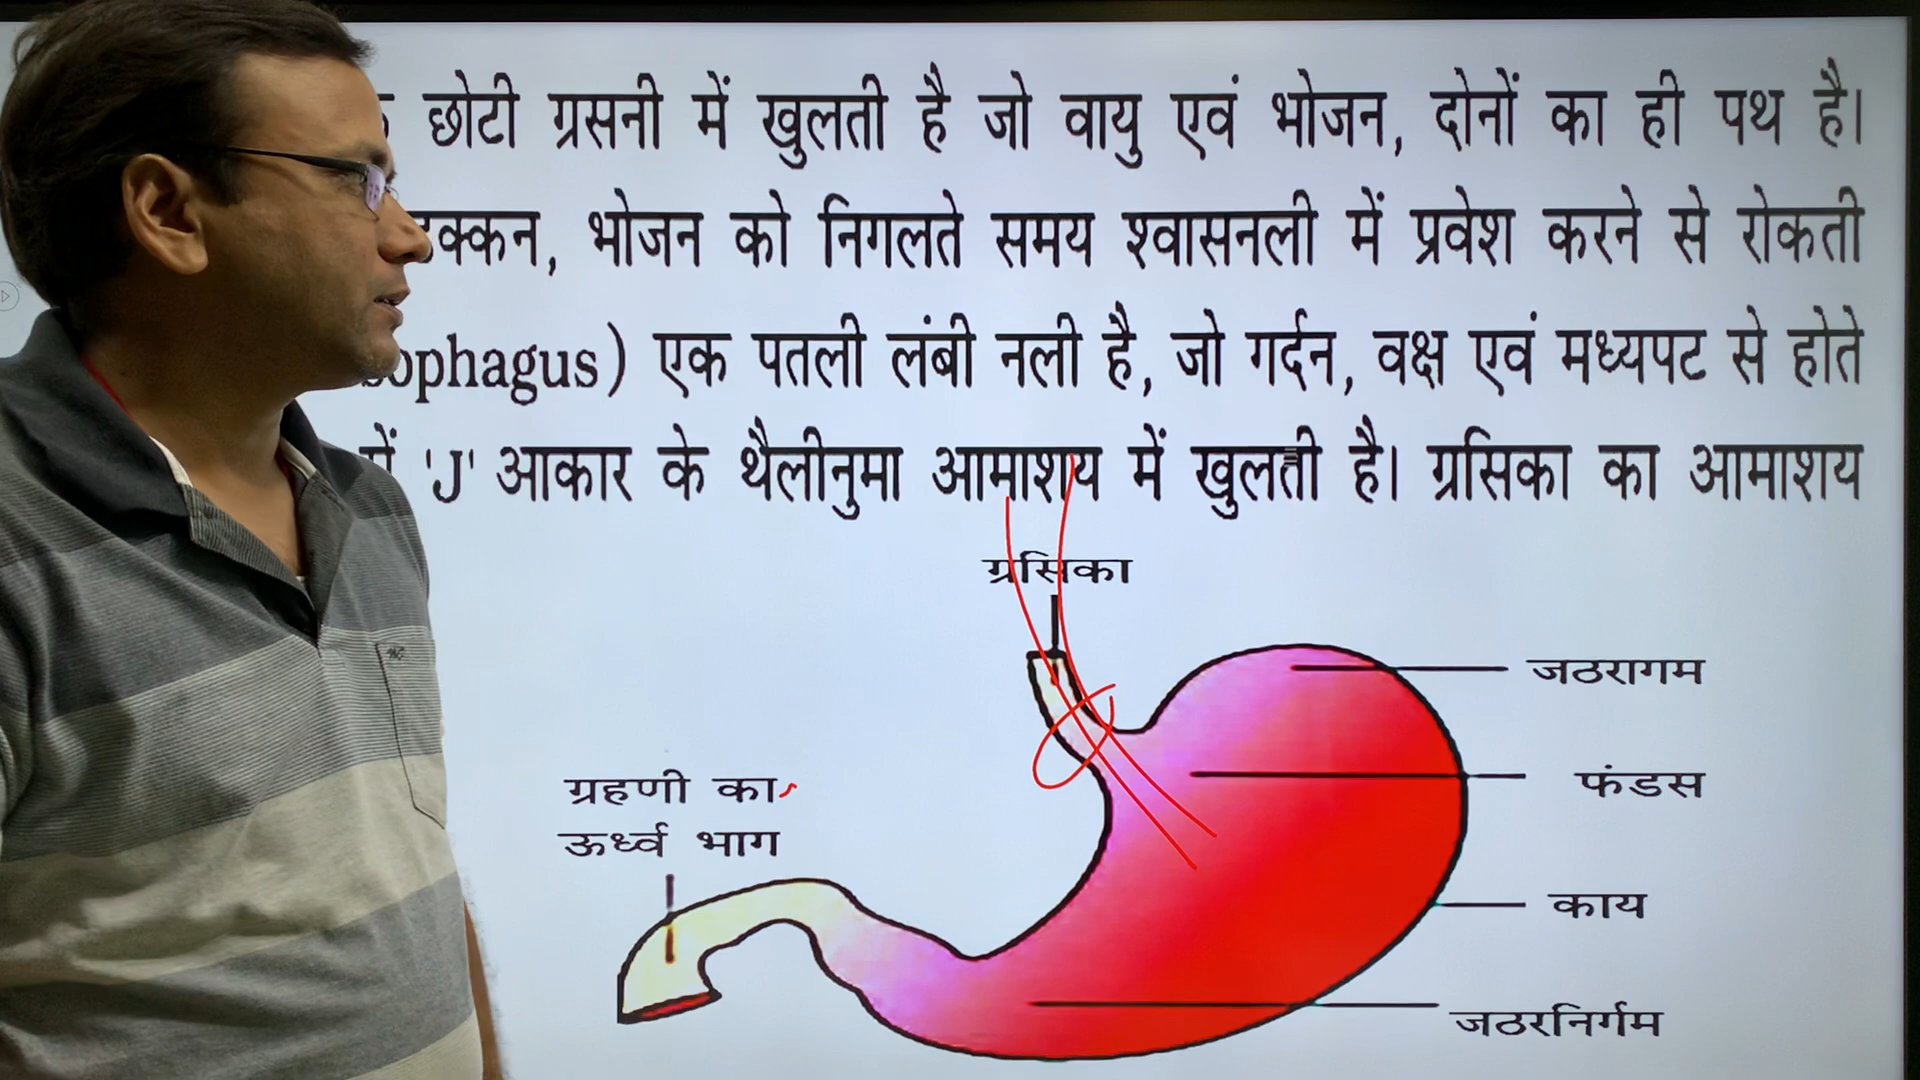 छोटी ग्रसनी में खुलती है जो वायु एवं भोजन, दोनों का ही पथ है।
भोजन को निगलते समय श्वासनली में प्रवेश करने से रोकती
एक पतली लंबी नली है, जो गर्दन, वक्ष एवं मध्यपट से होते
में 'J' आकार के थैलीनुमा आमाशय में खुलती है। ग्रसिका का आमाशय
ग्रसिका
जठरागम
ग्रहणी का
ऊर्ध्व भाग
फंडस
काय
जठरनिर्गम